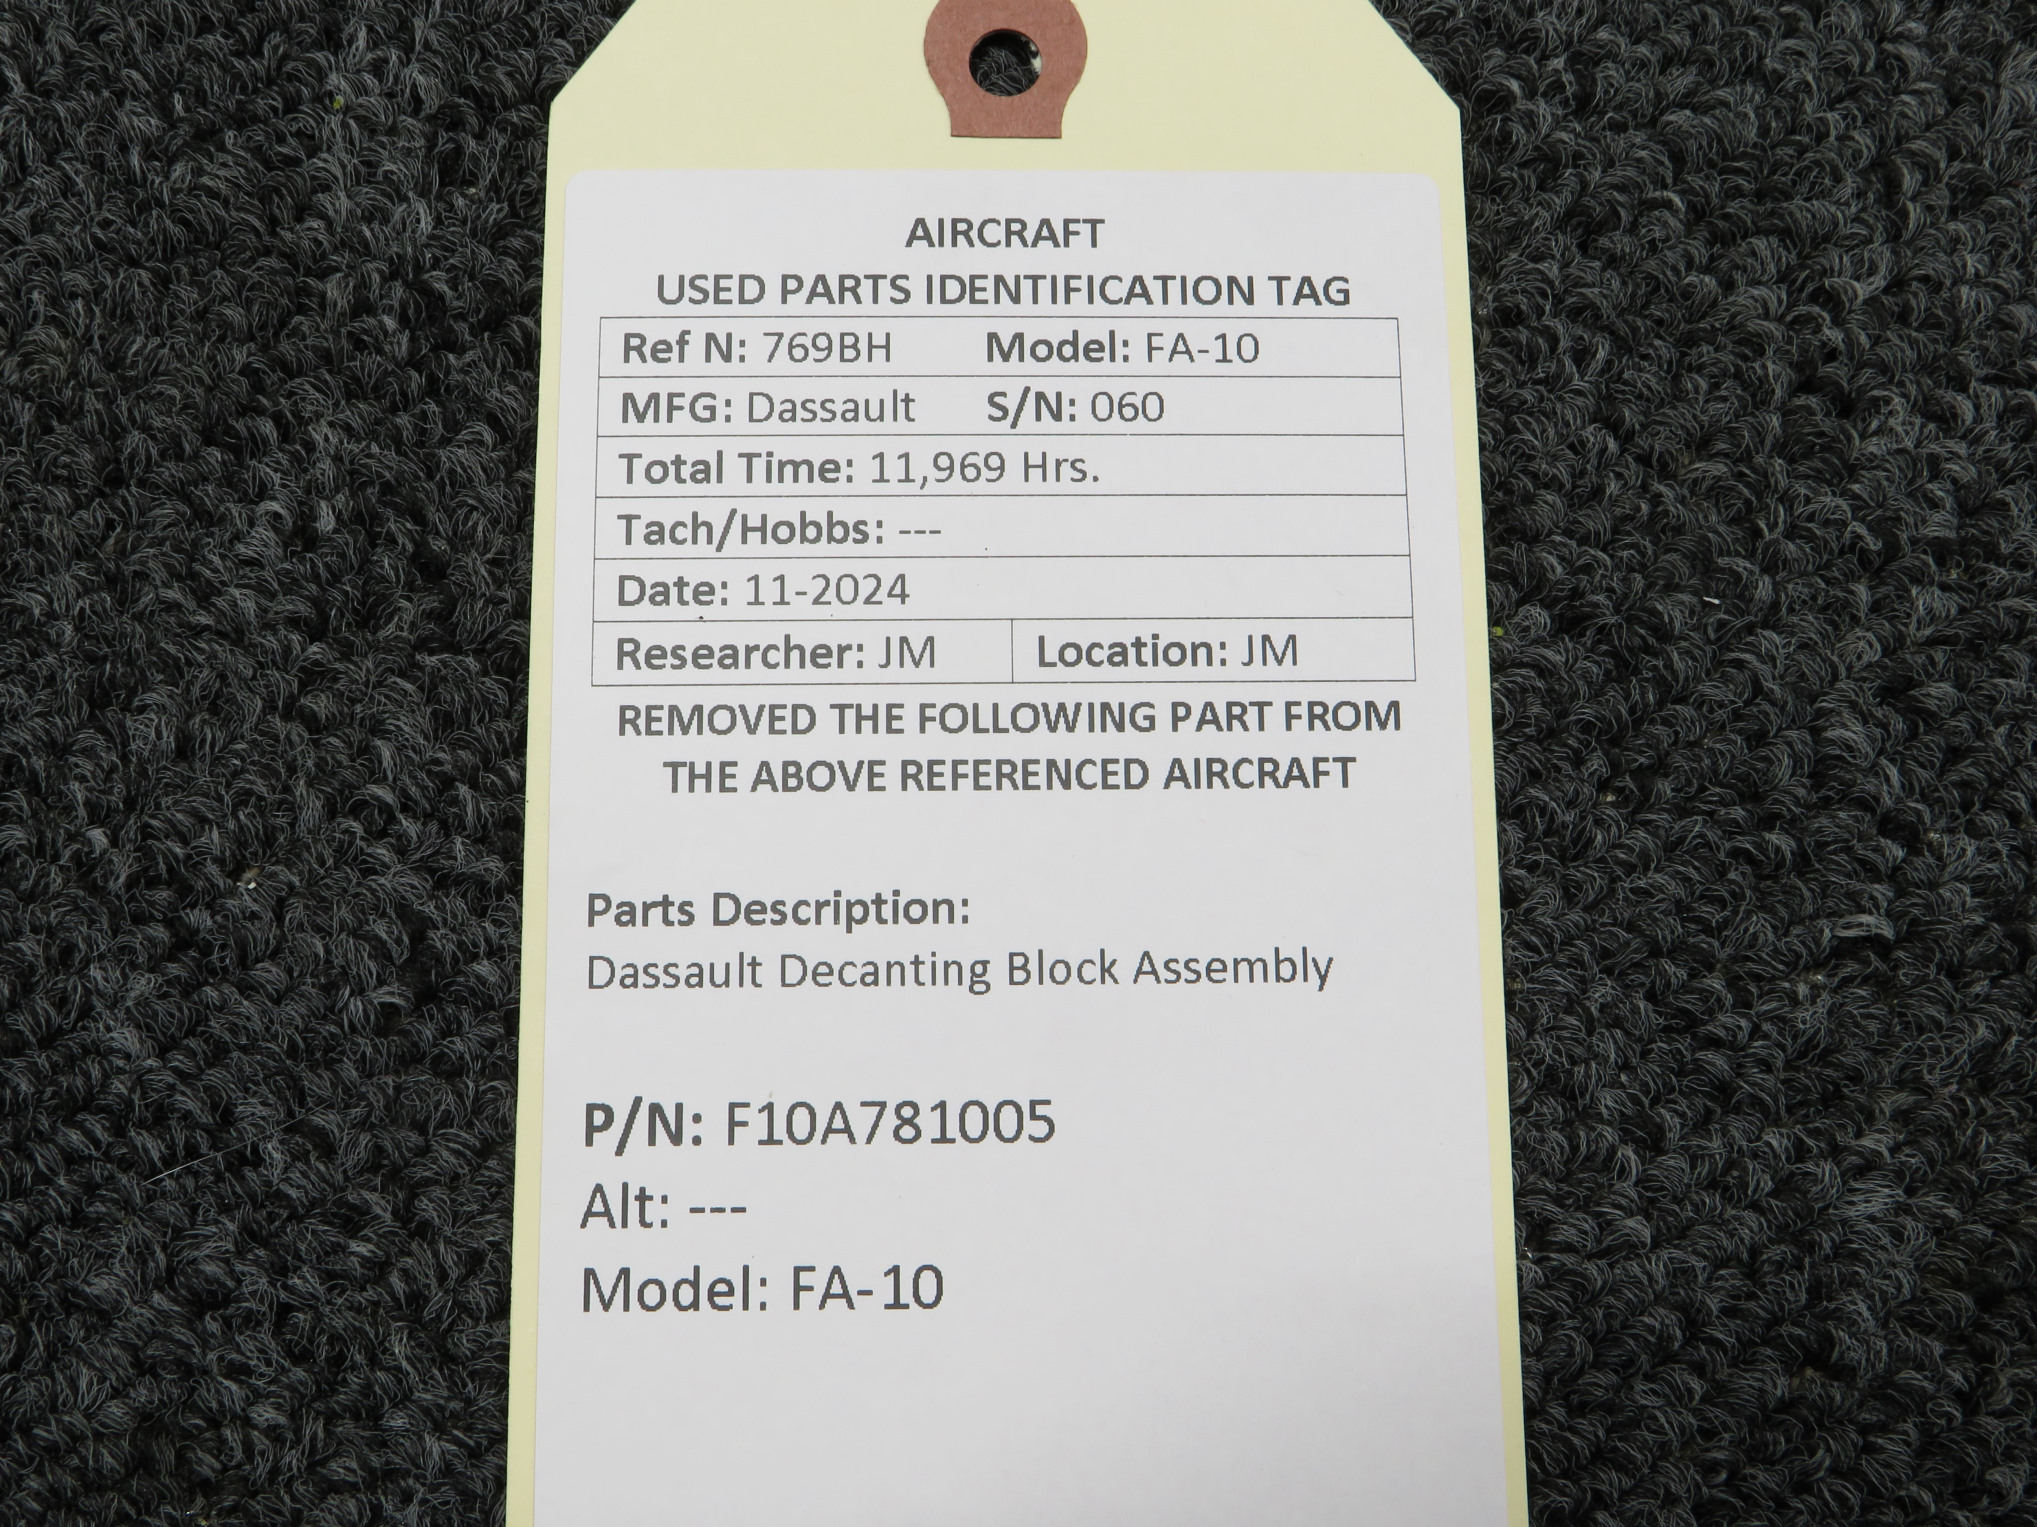 AIRCRAFT
USED PARTS IDENTIFICATION TAG
Ref N: 769BH Model: FA-10
MFG: Dassault S/N: 060
Total Time: 11,969 Hrs.
Tach/Hobbs: ---
Date: 11-2024
Researcher: JM Location: JM
REMOVED THE FOLLOWING PART FROM
THE ABOVE REFERENCED AIRCRAFT
Parts Description:
Dassault Decanting Block Assembly
P/N: F10A781005
Alt: ---
Model: FA-10